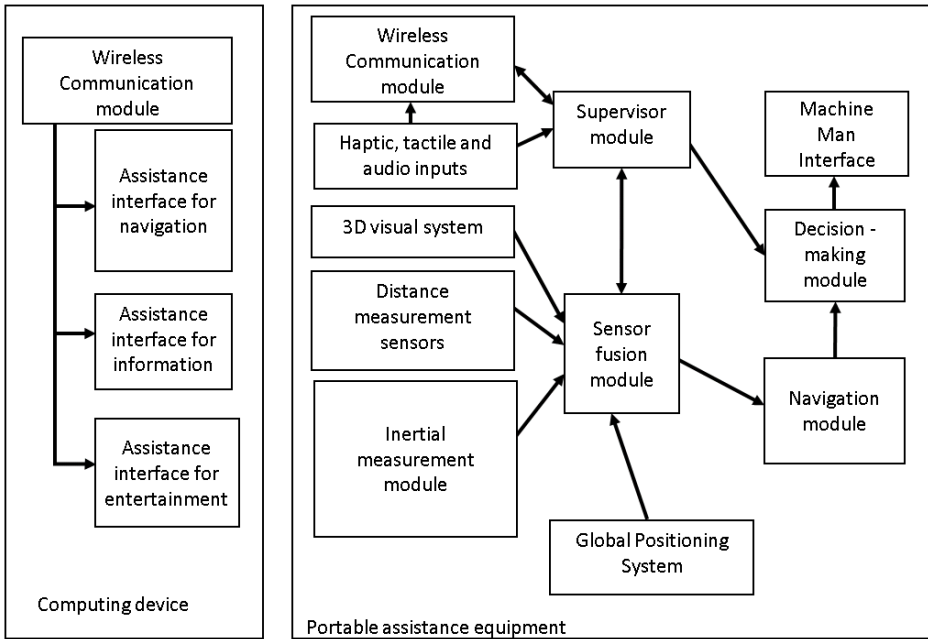 Wireless
Communication
module
Assistance
interface for
navigation
Assistance
interface for
information
Assistance
interface for
entertainment
Computing device
Wireless
Communication
module
Haptic, tactile and
audio inputs
3D visual system
Distance
measurement
sensors
Inertial
measurement
module
Supervisor
module
Sensor
fusion
module
Global Positioning
System
Machine
Man
Interface
Decision -
making
module
Navigation
module
Portable assistance equipment